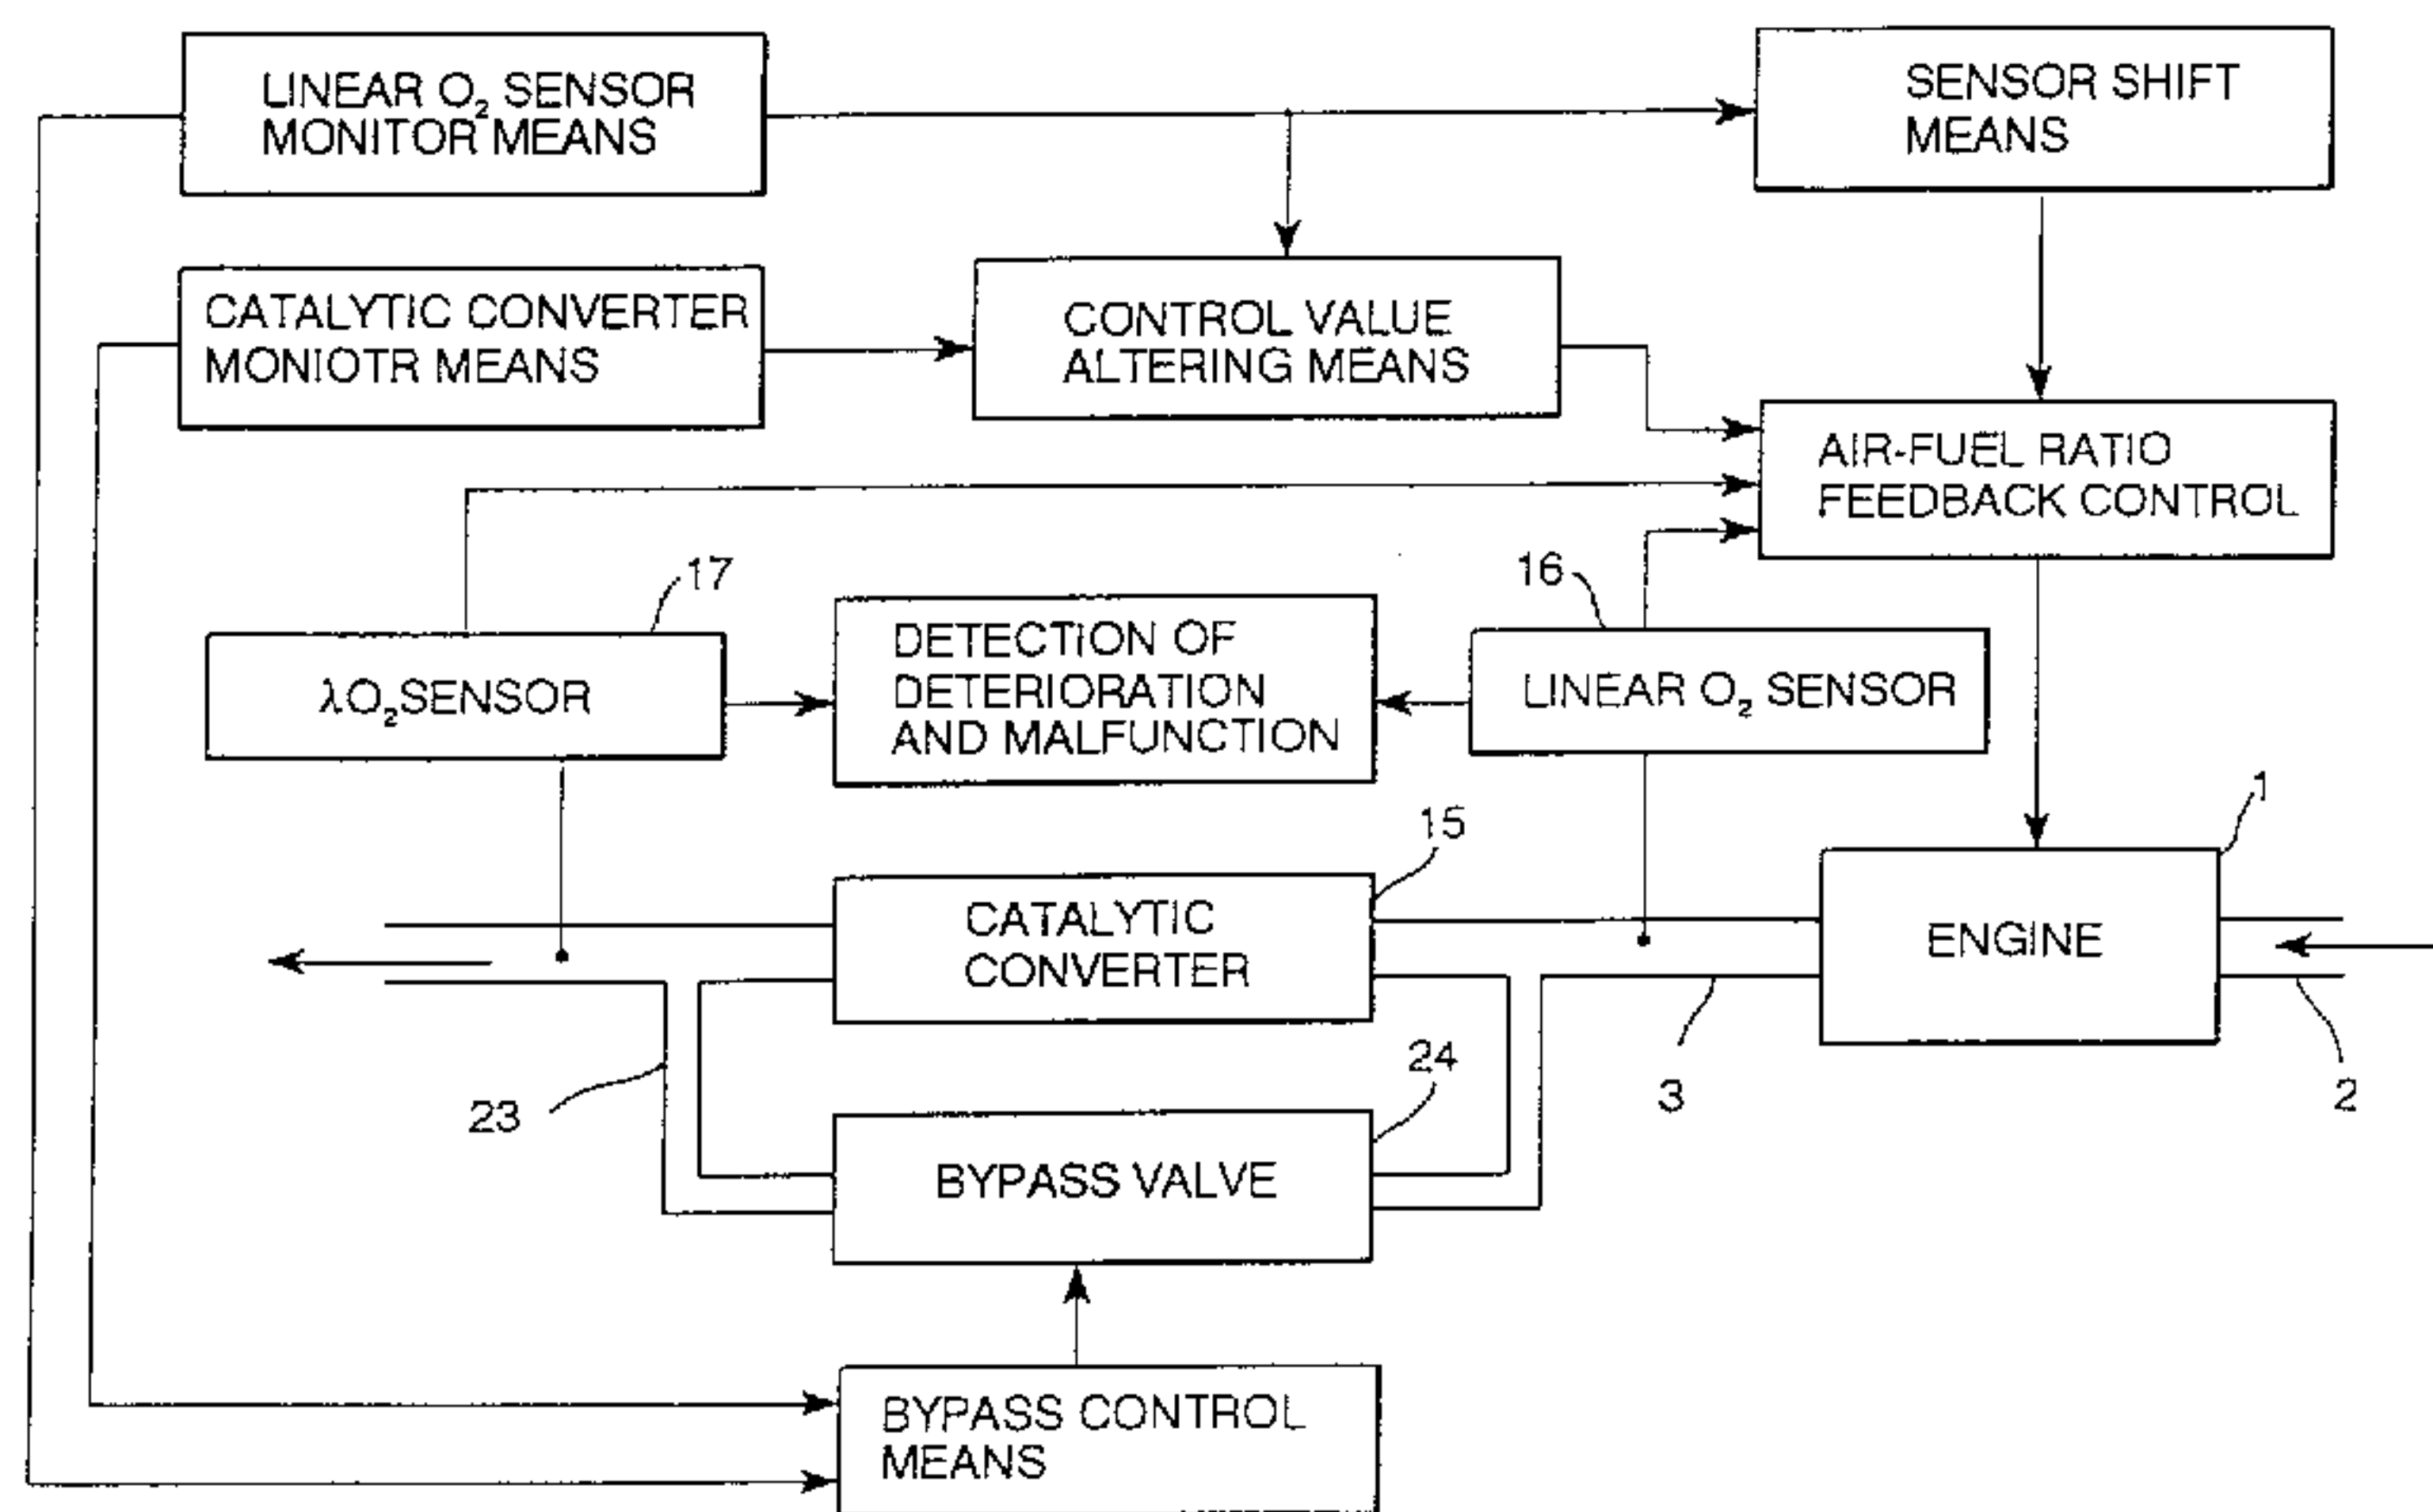 LINEAR O₂ SENSOR
MONITOR MEANS
SENSOR SHIFT
MEANS
CATALYTIC CONVERTER
MONIOTR MEANS
CONTROL VALUE
ALTERING MEANS
AIR-FUEL RATIO
FEEDBACK CONTROL
17
16
λO₂SENSOR
DETECTION OF
DETERIORATION
AND MALFUNCTION
LINEAR O₂ SENSOR
1
15
CATALYTIC
CONVERTER
ENGINE
23
24
3
2
BYPASS VALVE
BYPASS CONTROL
MEANS